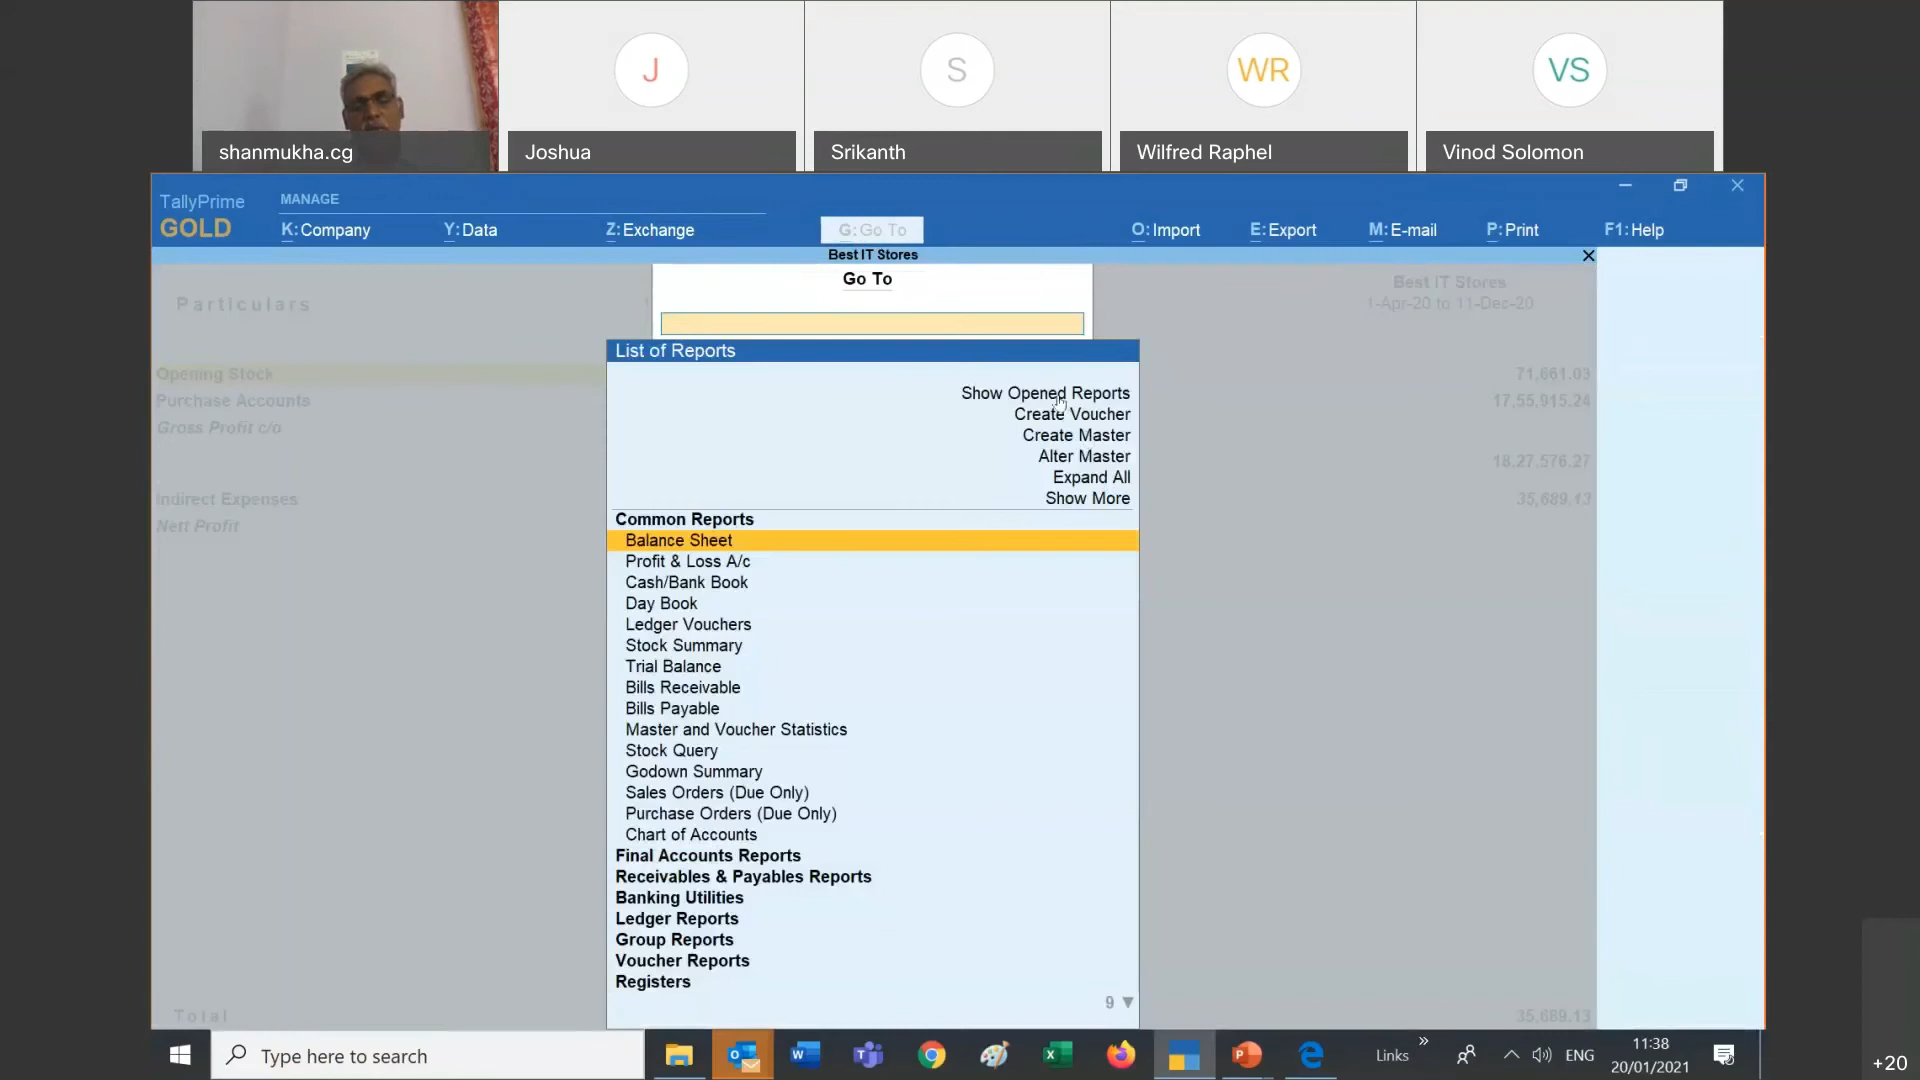 J
S
WR
VS
shanmukha.cg
Joshua
Srikanth
Wilfred Raphel
Vinod Solomon
TallyPrime
MANAGE
GOLD
K:Company
Y:Data
Z:Exchange
G:Go To
O:Import
E:Export
M:E-mail
P:Print
F1:Help
Best IT Stores
Go To
Particulars
Best IT Stores
1-Apr-20 to 11-Dec-20
List of Reports
Opening Stock
71,661.03
Show Opened Reports
Purchase Accounts
17,55,915.24
Create Voucher
Gross Profit c/o
Create Master
Alter Master
18,27,576.27
Expand All
Indirect Expenses
35,689.13
Show More
Nett Profit
Common Reports
Balance Sheet
Profit & Loss A/c
Cash/Bank Book
Day Book
Ledger Vouchers
Stock Summary
Trial Balance
Bills Receivable
Bills Payable
Master and Voucher Statistics
Stock Query
Godown Summary
Sales Orders (Due Only)
Purchase Orders (Due Only)
Chart of Accounts
Final Accounts Reports
Receivables & Payables Reports
Banking Utilities
Ledger Reports
Group Reports
Voucher Reports
Registers
9
Total
35,689.13
Type here to search
Links
ENG
11:38
20/01/2021
+20